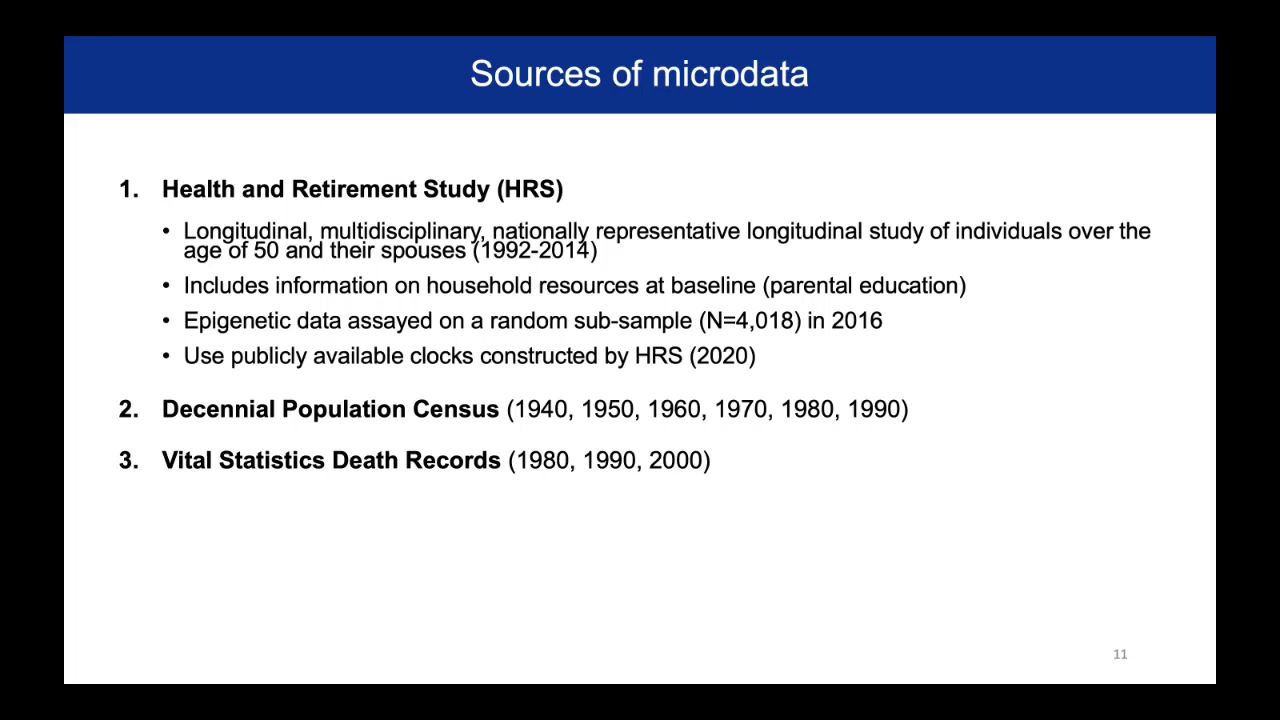 Sources of microdata
1. Health and Retirement Study (HRS)
• Longitudinal, multidisciplinary, nationally representative longitudinal study of individuals over the
age of 50 and their spouses (1992-2014)
• Includes information on household resources at baseline (parental education)
• Epigenetic data assayed on a random sub-sample (N=4,018) in 2016
• Use publicly available clocks constructed by HRS (2020)
2. Decennial Population Census (1940, 1950, 1960, 1970, 1980, 1990)
3. Vital Statistics Death Records (1980, 1990, 2000)
11